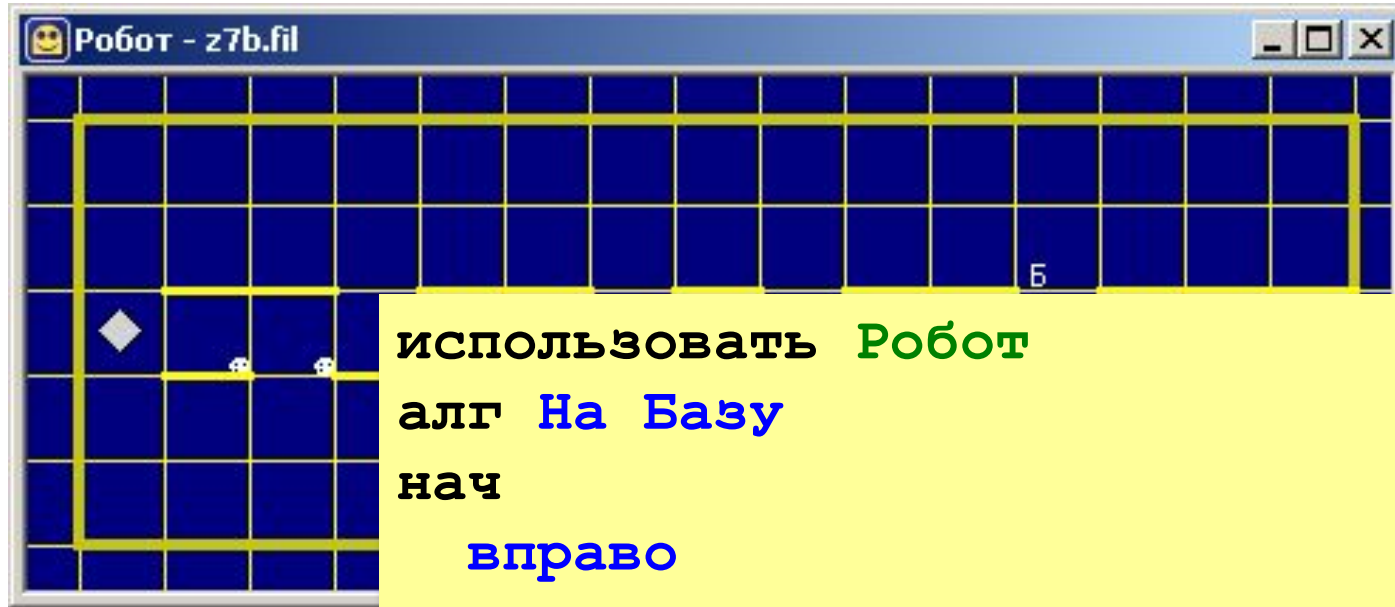 Робот - z7b.fil
Б
использовать Робот
алг На Базу
нач
вправо